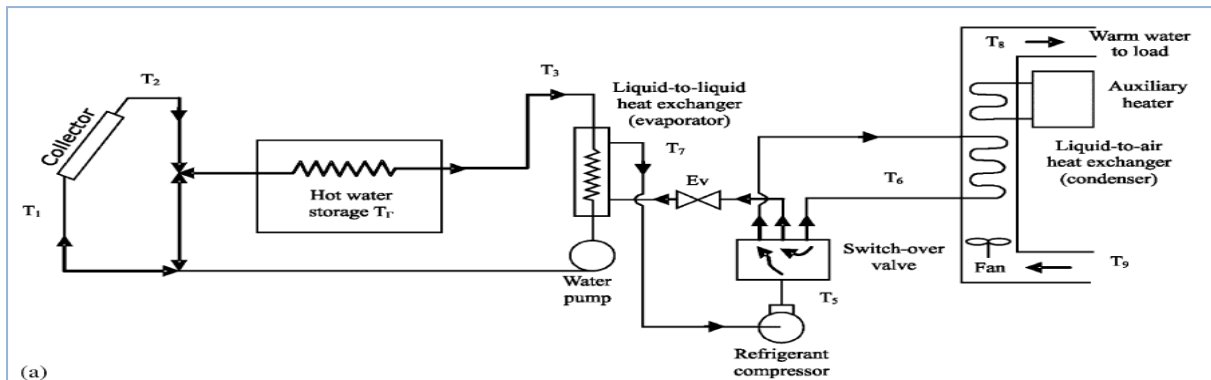 T₂
Collector
T₁
Hot water
storage Tᵣ
T₃
Liquid-to-liquid
heat exchanger
(evaporator)
T₇
Ev
Water
pump
Switch-over
valve
T₅
Refrigerant
compressor
T₆
T₈
Warm water
to load
Auxiliary
heater
Liquid-to-air
heat exchanger
(condenser)
Fan
T₉
(a)